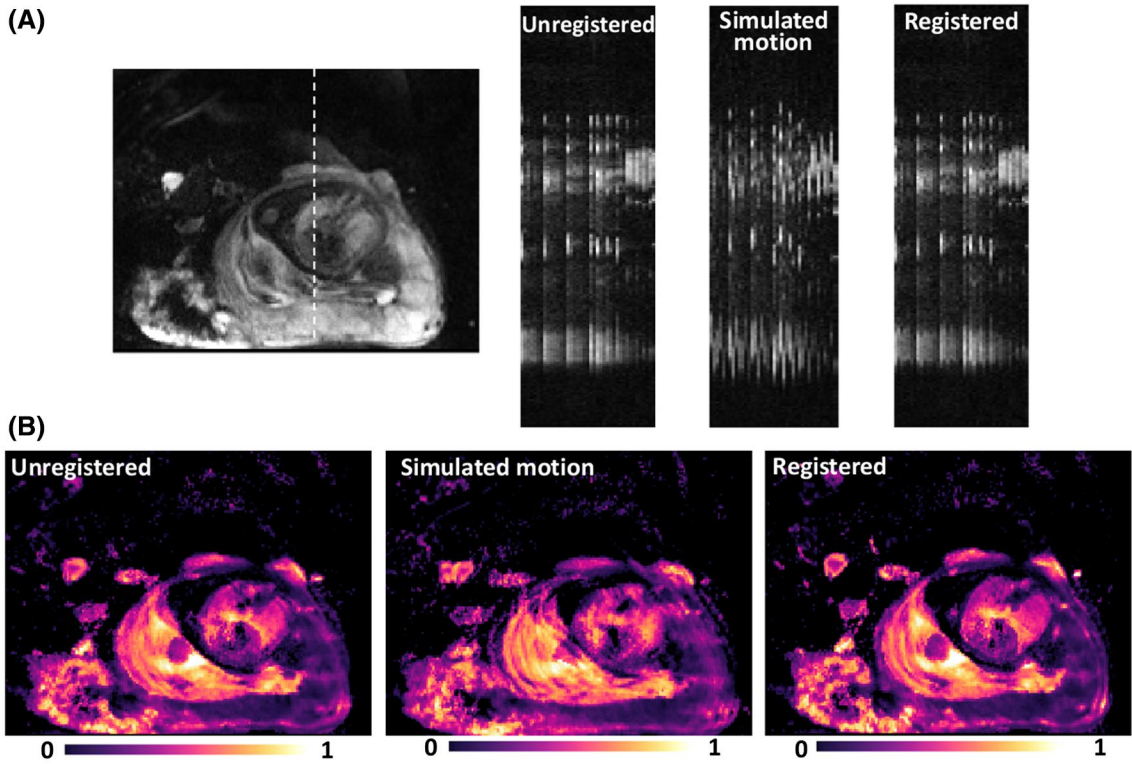 (A)
Unregistered
Simulated
motion
Registered
(B)
Unregistered
Simulated motion
Registered
0 1
0 1
0 1